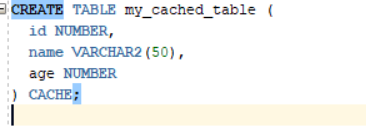 CREATE TABLE my_cached_table (
id NUMBER,
name VARCHAR2(50),
age NUMBER
) CACHE;